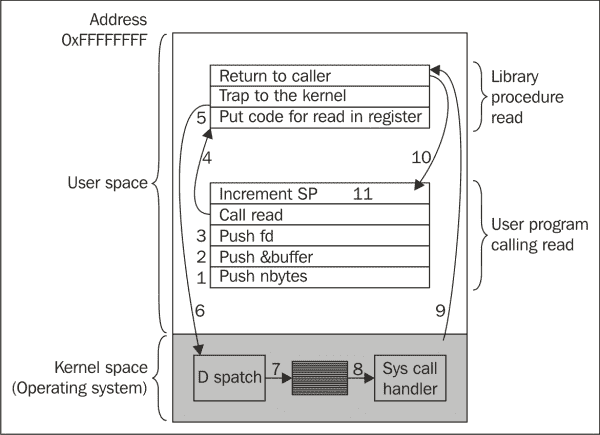 Address
0xFFFFFFFF
Return to caller
Trap to the kernel
5 Put code for read in register
Library
procedure
read
4
10
User space
Increment SP 11
Call read
3 Push fd
2 Push &buffer
1 Push nbytes
User program
calling read
6
9
Kernel space
(Operating system)
D spatch
7
8
Sys call
handler